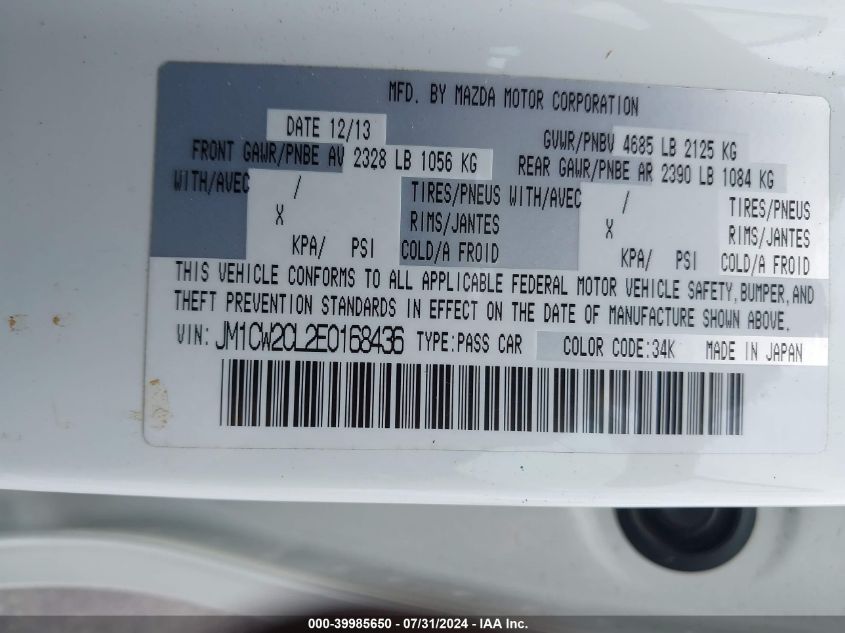 MFD. BY MAZDA MOTOR CORPORATION
DATE 12/13 GVWR/PNBV 4685 LB 2125 KG
FRONT GAWR/PNBE AV 2328 LB 1056 KG REAR GAWR/PNBE AR 2390 LB 1084 KG
WITH/AVEC / TIRES/PNEUS WITH/AVEC / TIRES/PNEUS
X RIMS/JANTES X RIMS/JANTES
KPA/ PSI COLD/A FROID KPA/ PSI COLD/A FROID
THIS VEHICLE CONFORMS TO ALL APPLICABLE FEDERAL MOTOR VEHICLE SAFETY, BUMPER, AND
THEFT PREVENTION STANDARDS IN EFFECT ON THE DATE OF MANUFACTURE SHOWN ABOVE.
VIN: JM1CW2CL2E0168436 TYPE:PASS CAR COLOR CODE:34K MADE IN JAPAN
000-39985650 - 07/31/2024 - IAA Inc.